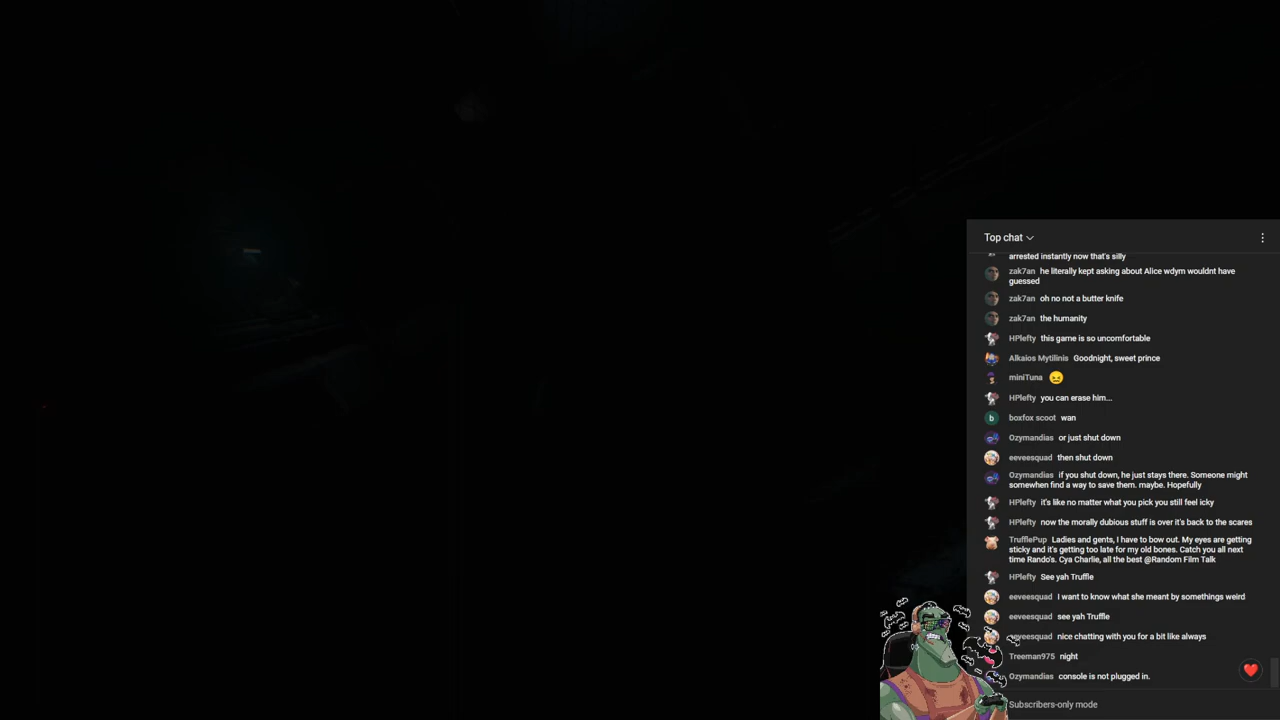 Top chat
arrested instantly now that's silly
zak7an he literally kept asking about Alice wdym wouldnt have
guessed
zak7an oh no not a butter knife
zak7an the humanity
HPlefty this game is so uncomfortable
Alkaios Mytilinis Goodnight, sweet prince
miniTuna 😖
HPlefty you can erase him...
b boxfox scoot wan
Ozymandias or just shut down
eeveesquad then shut down
Ozymandias if you shut down, he just stays there. Someone might
somewhen find a way to save them. maybe. Hopefully
HPlefty it's like no matter what you pick you still feel icky
HPlefty now the morally dubious stuff is over it's back to the scares
TrufflePup Ladies and gents, I have to bow out. My eyes are getting
sticky and it's getting too late for my old bones. Catch you all next
time Rando's. Cya Charlie, all the best @Random Film Talk
HPlefty See yah Truffle
eeveesquad I want to know what she meant by somethings weird
eeveesquad see yah Truffle
eeveesquad nice chatting with you for a bit like always
Treeman975 night
Ozymandias console is not plugged in.
Subscribers-only mode